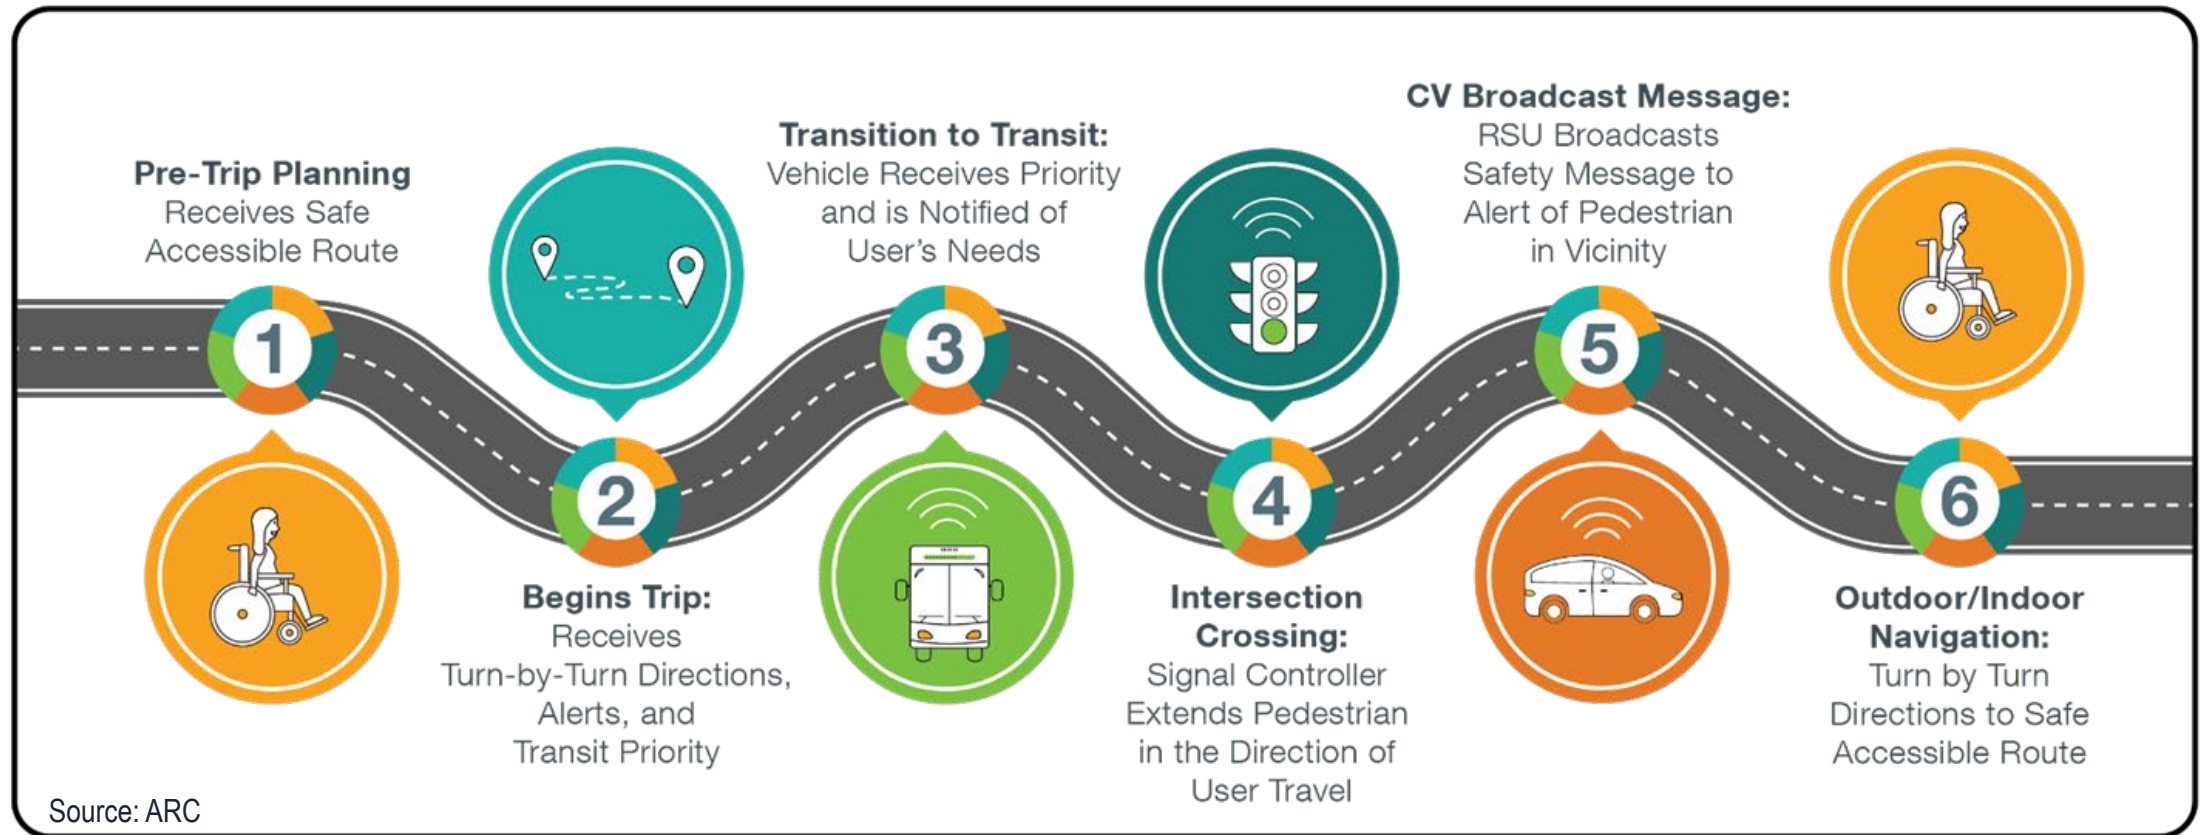 Pre-Trip Planning
Receives Safe
Accessible Route
1
2
Begins Trip:
Receives
Turn-by-Turn Directions,
Alerts, and
Transit Priority
Transition to Transit:
Vehicle Receives Priority
and is Notified of
User's Needs
3
4
Intersection
Crossing:
Signal Controller
Extends Pedestrian
in the Direction of
User Travel
CV Broadcast Message:
RSU Broadcasts
Safety Message to
Alert of Pedestrian
in Vicinity
5
6
Outdoor/Indoor
Navigation:
Turn by Turn
Directions to Safe
Accessible Route
Source: ARC